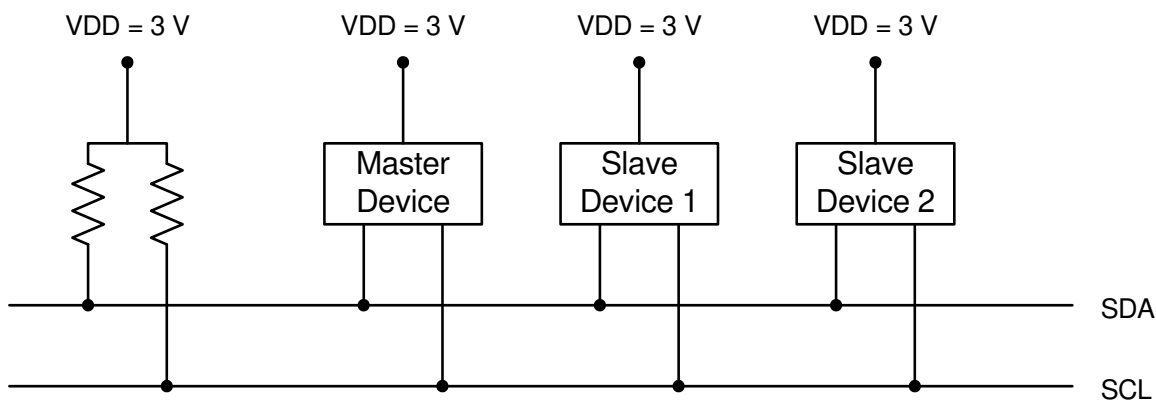 VDD = 3 V
VDD = 3 V
VDD = 3 V
VDD = 3 V
Master
Device
Slave
Device 1
Slave
Device 2
SDA
SCL